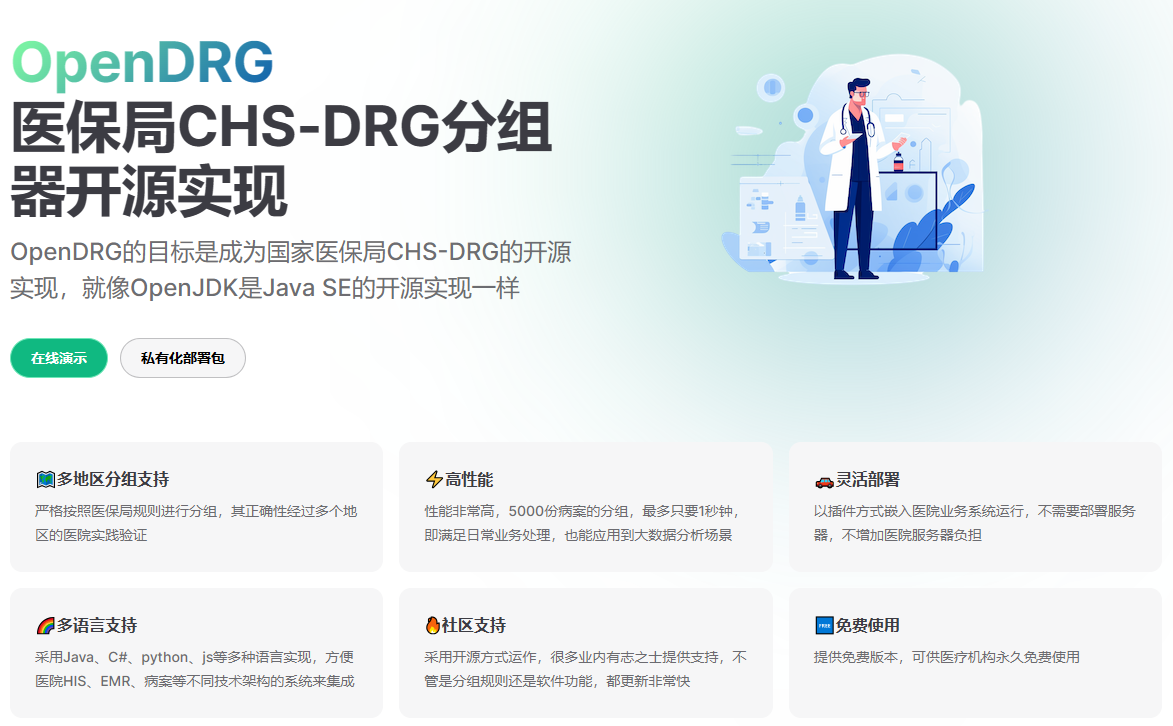 OpenDRG
医保局CHS-DRG分组
器开源实现
OpenDRG的目标是成为国家医保局CHS-DRG的开源
实现，就像OpenJDK是Java SE的开源实现一样
在线演示
私有化部署包
多地区分组支持
严格按照医保局规则进行分组，其正确性经过多个地
区的医院实践验证
高性能
性能非常高，5000份病案的分组，最多只要1秒钟，
即满足日常业务处理，也能应用到大数据分析场景
灵活部署
以插件方式嵌入医院业务系统运行，不需要部署服务
器，不增加医院服务器负担
多语言支持
采用Java、C#、python、js等多种语言实现，方便
医院HIS、EMR、病案等不同技术架构的系统来集成
社区支持
采用开源方式运作，很多业内有志之士提供支持，不
管是分组规则还是软件功能，都更新非常快
FREE
免费使用
提供免费版本，可供医疗机构永久免费使用